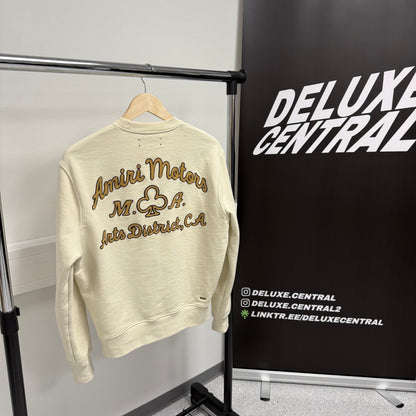 Amiri Motors
M. A.
Arts District, CA
DELUXE
CENTRAL
DELUXE.CENTRAL
DELUXE.CENTRAL2
LINKTR.EE/DELUXECENTRAL